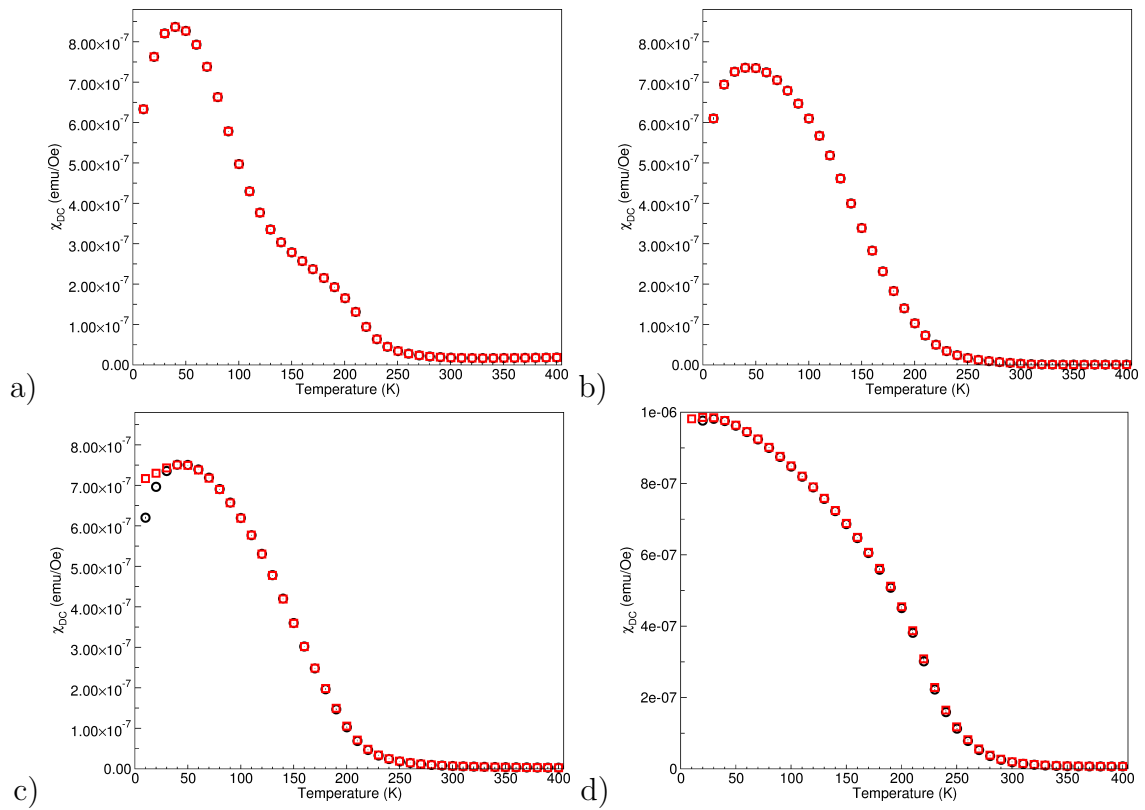 a)
8.00×10⁻⁷
7.00×10⁻⁷
6.00×10⁻⁷
5.00×10⁻⁷
4.00×10⁻⁷
3.00×10⁻⁷
2.00×10⁻⁷
1.00×10⁻⁷
0.00
χDC (emu/Oe)
0 50 100 150 200 250 300 350 400
Temperature (K)
b)
8.00×10⁻⁷
7.00×10⁻⁷
6.00×10⁻⁷
5.00×10⁻⁷
4.00×10⁻⁷
3.00×10⁻⁷
2.00×10⁻⁷
1.00×10⁻⁷
0.00
χDC (emu/Oe)
0 50 100 150 200 250 300 350 400
Temperature (K)
c)
8.00×10⁻⁷
7.00×10⁻⁷
6.00×10⁻⁷
5.00×10⁻⁷
4.00×10⁻⁷
3.00×10⁻⁷
2.00×10⁻⁷
1.00×10⁻⁷
0.00
χDC (emu/Oe)
0 50 100 150 200 250 300 350 400
Temperature (K)
d)
1e-06
8e-07
6e-07
4e-07
2e-07
0
χDC (emu/Oe)
0 50 100 150 200 250 300 350 400
Temperature (K)